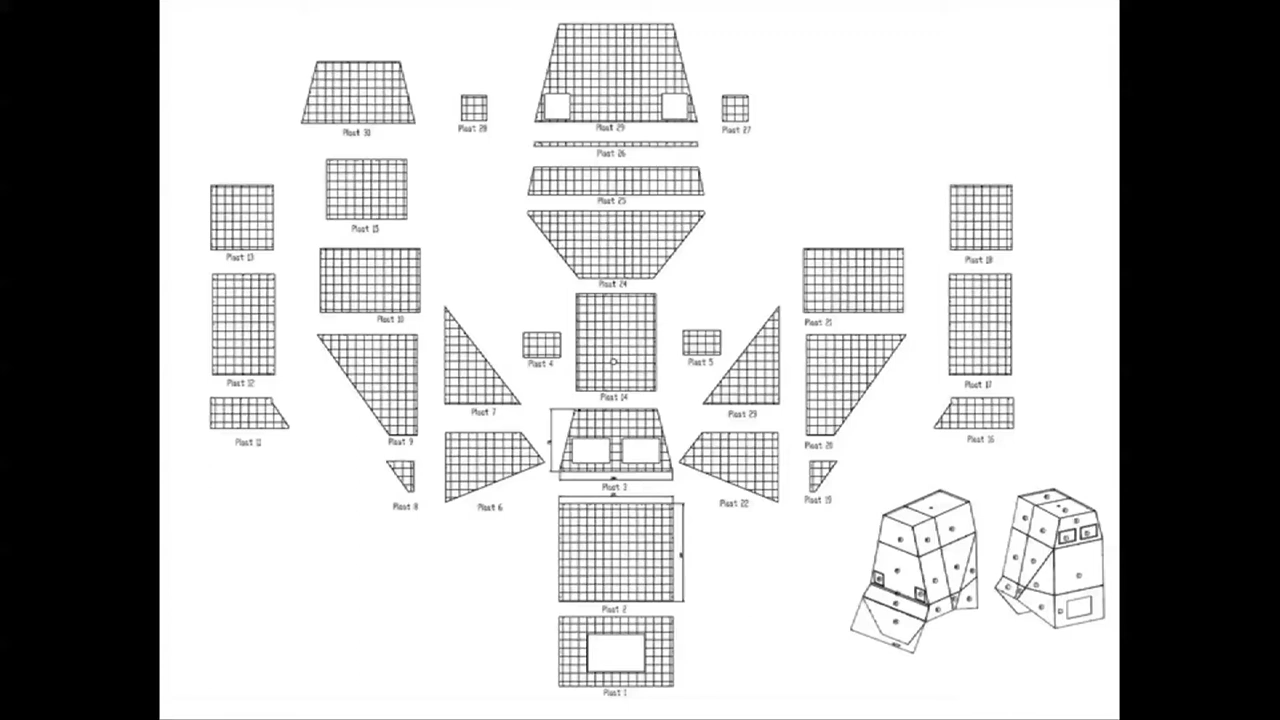 Plast 30
Plast 28
Plast 29
Plast 27
Plast 26
Plast 25
Plast 15
Plast 13
Plast 18
Plast 24
Plast 10
Plast 21
Plast 4
Plast 5
Plast 12
Plast 17
Plast 14
Plast 7
Plast 23
Plast 11
Plast 9
Plast 20
Plast 16
Plast 3
Plast 8
Plast 6
Plast 22
Plast 19
Plast 2
Plast 1